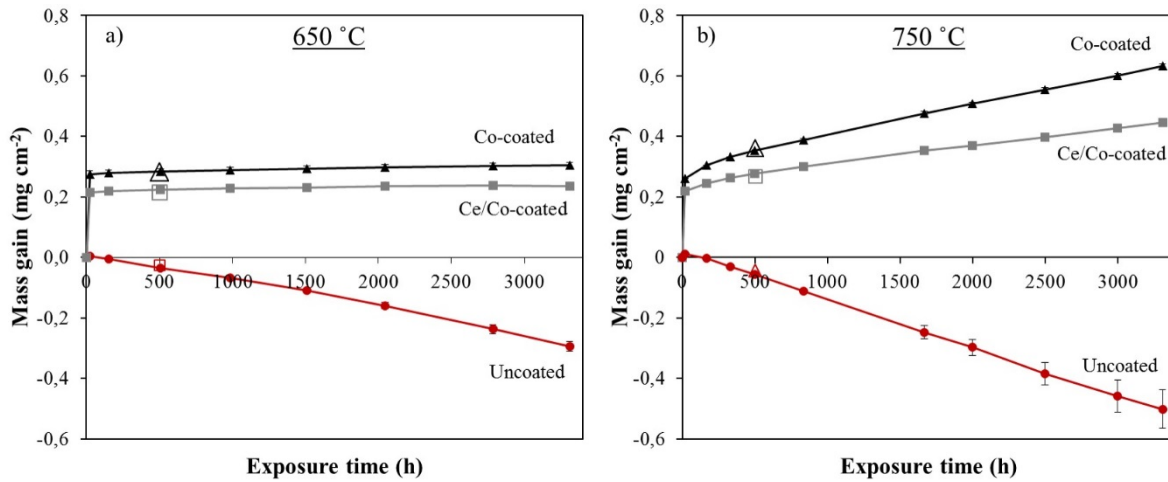 a)
650 ˚C
0,8
0,6
0,4
0,2
0,0
-0,2
-0,4
-0,6
Mass gain (mg cm-2)
Co-coated
Ce/Co-coated
0 500 1000 1500 2000 2500 3000
Uncoated
Exposure time (h)
b)
750 ˚C
0,8
0,6
0,4
0,2
0,0
-0,2
-0,4
-0,6
Mass gain (mg cm-2)
Co-coated
Ce/Co-coated
0 500 1000 1500 2000 2500 3000
Uncoated
Exposure time (h)